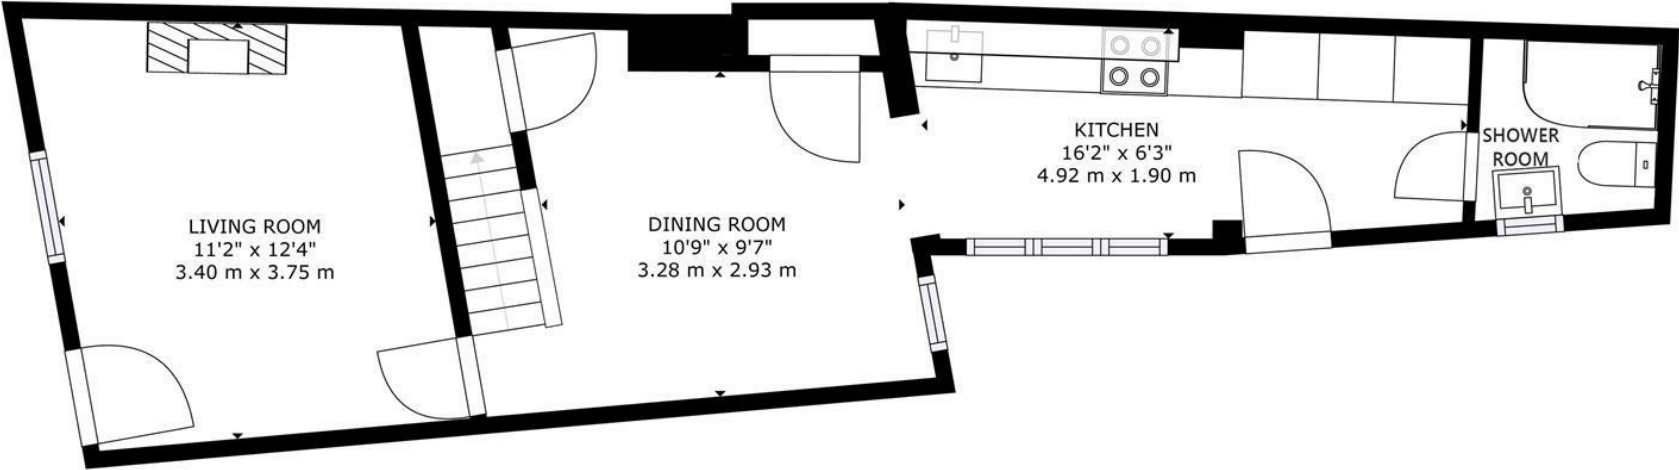 LIVING ROOM
11'2" x 12'4"
3.40 m x 3.75 m
DINING ROOM
10'9" x 9'7"
3.28 m x 2.93 m
KITCHEN
16'2" x 6'3"
4.92 m x 1.90 m
SHOWER
ROOM